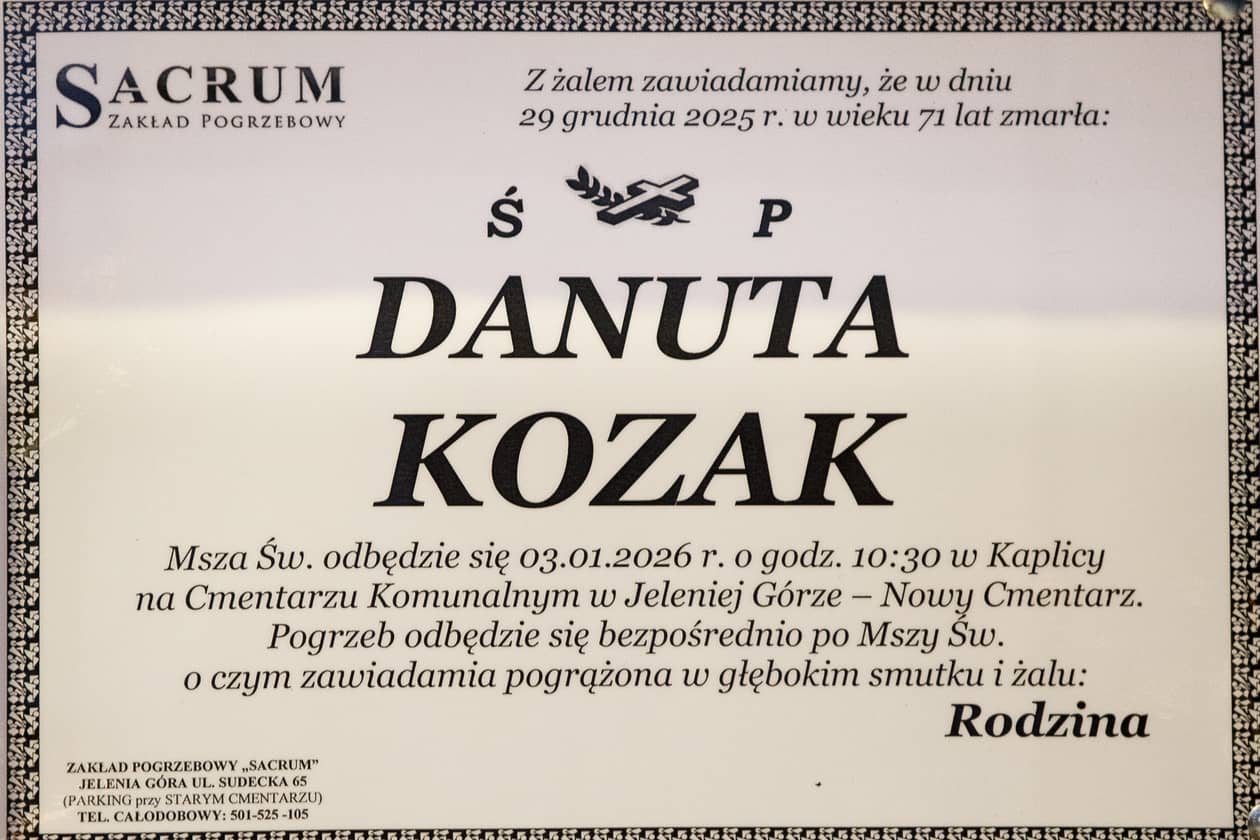 SACRUM
ZAKŁAD POGRZEBOWY
Z żalem zawiadamiamy, że w dniu
29 grudnia 2025 r. w wieku 71 lat zmarła:
Ś P
DANUTA
KOZAK
Msza Św. odbędzie się 03.01.2026 r. o godz. 10:30 w Kaplicy
na Cmentarzu Komunalnym w Jeleniej Górze – Nowy Cmentarz.
Pogrzeb odbędzie się bezpośrednio po Mszy Św.
o czym zawiadamia pogrążona w głębokim smutku i żalu:
Rodzina
ZAKŁAD POGRZEBOWY „SACRUM”
JELENIA GÓRA UL. SUDECKA 65
(PARKING przy STARYM CMENTARZU)
TEL. CAŁODOBOWY: 501-525 -105